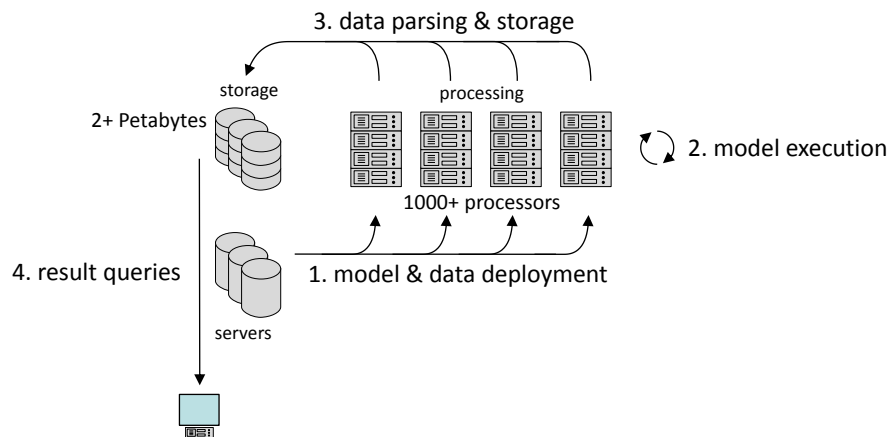 3. data parsing & storage
storage
processing
2+ Petabytes
2. model execution
1000+ processors
4. result queries
1. model & data deployment
servers